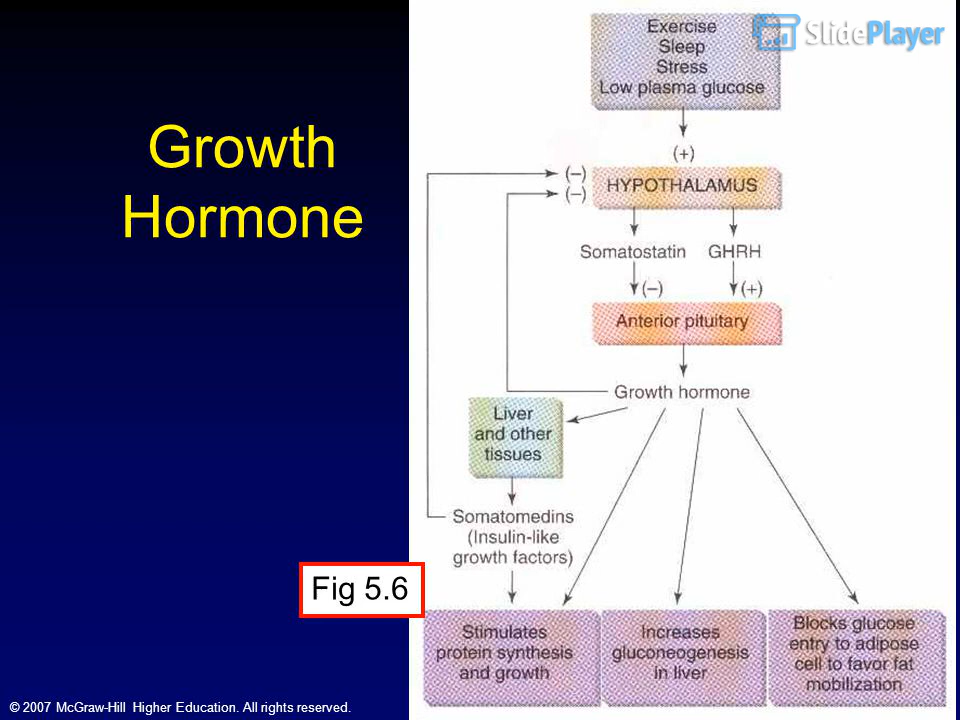 SlidePlayer
Growth
Hormone
Exercise
Sleep
Stress
Low plasma glucose
(+)
(–)
(–)
HYPOTHALAMUS
Somatostatin GHRH
(–) (+)
Anterior pituitary
Growth hormone
Liver
and other
tissues
Somatomedins
(Insulin-like
growth factors)
Fig 5.6
Stimulates
protein synthesis
and growth
Increases
gluconeogenesis
in liver
Blocks glucose
entry to adipose
cell to favor fat
mobilization
© 2007 McGraw-Hill Higher Education. All rights reserved.